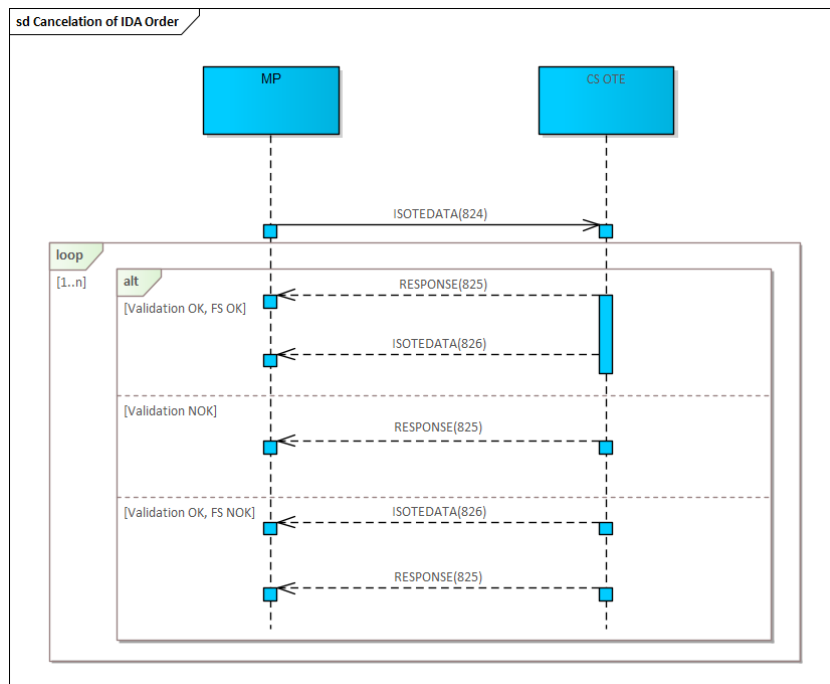 sd Cancelation of IDA Order
MP
CS OTE
ISOTEDATA(824)
loop
[1..n]
alt
RESPONSE(825)
[Validation OK, FS OK]
ISOTEDATA(826)
[Validation NOK]
RESPONSE(825)
[Validation OK, FS NOK]
ISOTEDATA(826)
RESPONSE(825)